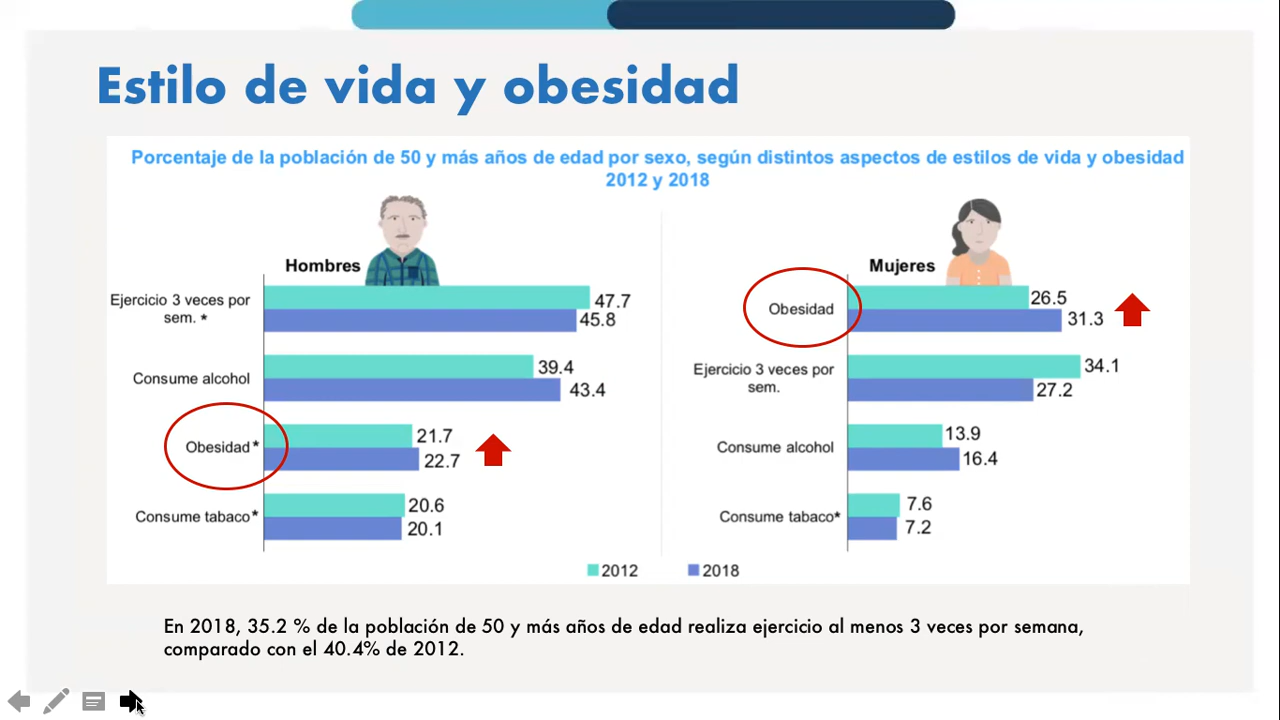 Estilo de vida y obesidad
Porcentaje de la población de 50 y más años de edad por sexo, según distintos aspectos de estilos de vida y obesidad
2012 y 2018
Hombres
Ejercicio 3 veces por
sem. *
47.7
45.8
Consume alcohol
39.4
43.4
Obesidad *
21.7
22.7
Consume tabaco *
20.6
20.1
Mujeres
Obesidad
26.5
31.3
Ejercicio 3 veces por
sem.
34.1
27.2
Consume alcohol
13.9
16.4
Consume tabaco*
7.6
7.2
2012
2018
En 2018, 35.2 % de la población de 50 y más años de edad realiza ejercicio al menos 3 veces por semana,
comparado con el 40.4% de 2012.